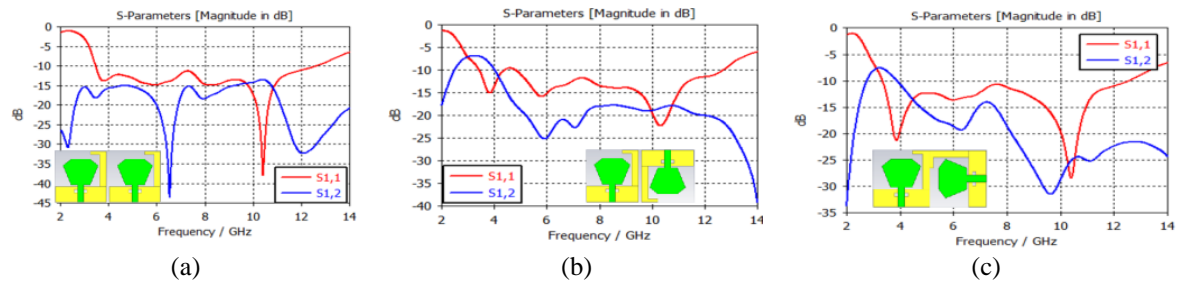 S-Parameters [Magnitude in dB]
0
-5
-10
-15
-20
-25
-30
-35
-40
-45
dB
S1,1
S1,2
2
4
6
8
10
12
14
Frequency / GHz
(a)
S-Parameters [Magnitude in dB]
0
-5
-10
-15
-20
-25
-30
-35
-40
dB
S1,1
S1,2
2
4
6
8
10
12
14
Frequency / GHz
(b)
S-Parameters [Magnitude in dB]
0
-5
-10
-15
-20
-25
-30
-35
dB
S1,1
S1,2
2
4
6
8
10
12
14
Frequency / GHz
(c)